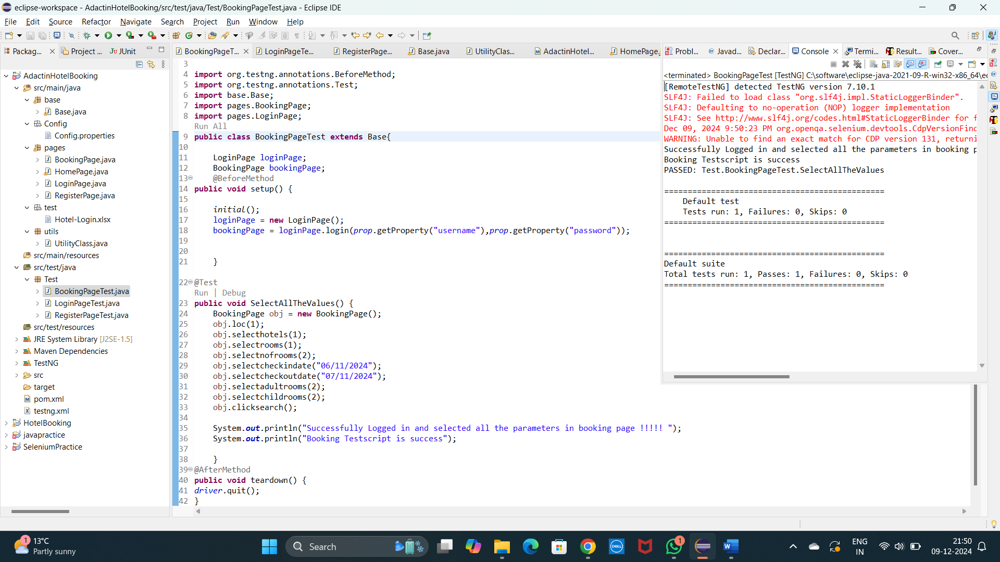 eclipse-workspace - AdactinHotelBooking/src/test/java/Test/BookingPageTest.java - Eclipse IDE
File Edit Source Refactor Navigate Search Project Run Window Help
Packag... Project ... JUnit
AdactinHotelBooking
src/main/java
base
Base.java
Config
Config.properties
pages
BookingPage.java
HomePage.java
LoginPage.java
RegisterPage.java
test
Hotel-Login.xlsx
utils
UtilityClass.java
src/main/resources
src/test/java
Test
BookingPageTest.java
LoginPageTest.java
RegisterPageTest.java
src/test/resources
JRE System Library [J2SE-1.5]
Maven Dependencies
TestNG
src
target
pom.xml
testng.xml
HotelBooking
javapractice
SeleniumPractice
BookingPageT... LoginPageTe... RegisterPage... Base.java UtilityClas... AdactinHotel... HomePage.
3
4 import org.testng.annotations.BeforeMethod;
5 import org.testng.annotations.Test;
6 import base.Base;
7 import pages.BookingPage;
8 import pages.LoginPage;
Run All
9 public class BookingPageTest extends Base{
10
11 LoginPage loginPage;
12 BookingPage bookingPage;
13 @BeforeMethod
14 public void setup() {
15
16 initial();
17 loginPage = new LoginPage();
18 bookingPage = loginPage.login(prop.getProperty("username"),prop.getProperty("password"));
19
20
21 }
22 @Test
Run | Debug
23 public void SelectAllTheValues() {
24 BookingPage obj = new BookingPage();
25 obj.loc(1);
26 obj.selecthotels(1);
27 obj.selectrooms(1);
28 obj.selectnofrooms(2);
29 obj.selectcheckindate("06/11/2024");
30 obj.selectcheckoutdate("07/11/2024");
31 obj.selectadultrooms(2);
32 obj.selectchildrooms(2);
33 obj.clicksearch();
34
35 System.out.println("Successfully Logged in and selected all the parameters in booking page !!!!! ");
36 System.out.println("Booking Testscript is success");
37
38 }
39 @AfterMethod
40 public void teardown() {
41 driver.quit();
42 }
Probl... Javad... Declar... Console Termi... Result... Cover...
<terminated> BookingPageTest [TestNG] C:\software\eclipse-java-2021-09-R-win32-x86_64\ec
[RemoteTestNG] detected TestNG version 7.10.1
SLF4J: Failed to load class "org.slf4j.impl.StaticLoggerBinder".
SLF4J: Defaulting to no-operation (NOP) logger implementation
SLF4J: See http://www.slf4j.org/codes.html#StaticLoggerBinder for f
Dec 09, 2024 9:50:23 PM org.openqa.selenium.devtools.CdpVersionFind
WARNING: Unable to find an exact match for CDP version 131, returni
Successfully Logged in and selected all the parameters in booking p
Booking Testscript is success
PASSED: Test.BookingPageTest.SelectAllTheValues
===============================================
Default test
Tests run: 1, Failures: 0, Skips: 0
===============================================
===============================================
Default suite
Total tests run: 1, Passes: 1, Failures: 0, Skips: 0
===============================================
1
13°C
Partly sunny
Search
DELL
1
W
ENG
IN
21:50
09-12-2024